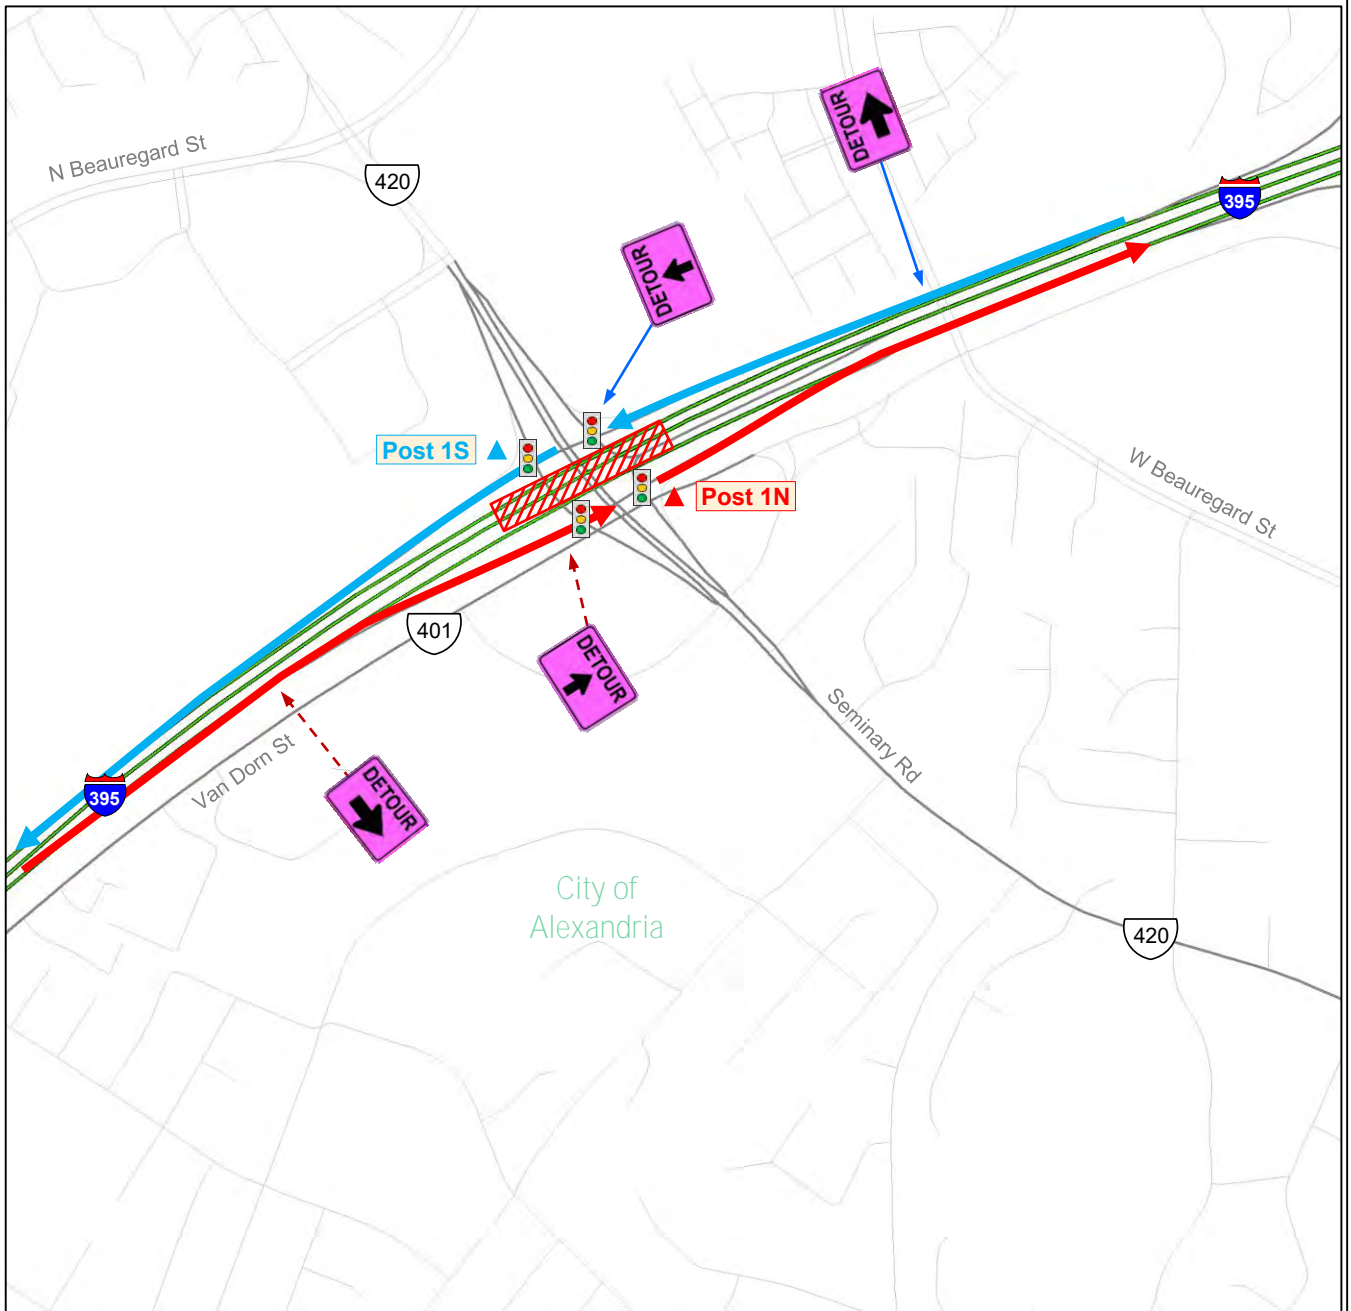 DETOUR
N Beauregard St
420
395
DETOUR
Post 1S
W Beauregard St
Post 1N
401
DETOUR
Seminary Rd
Van Dorn St
395
DETOUR
City of
Alexandria
420